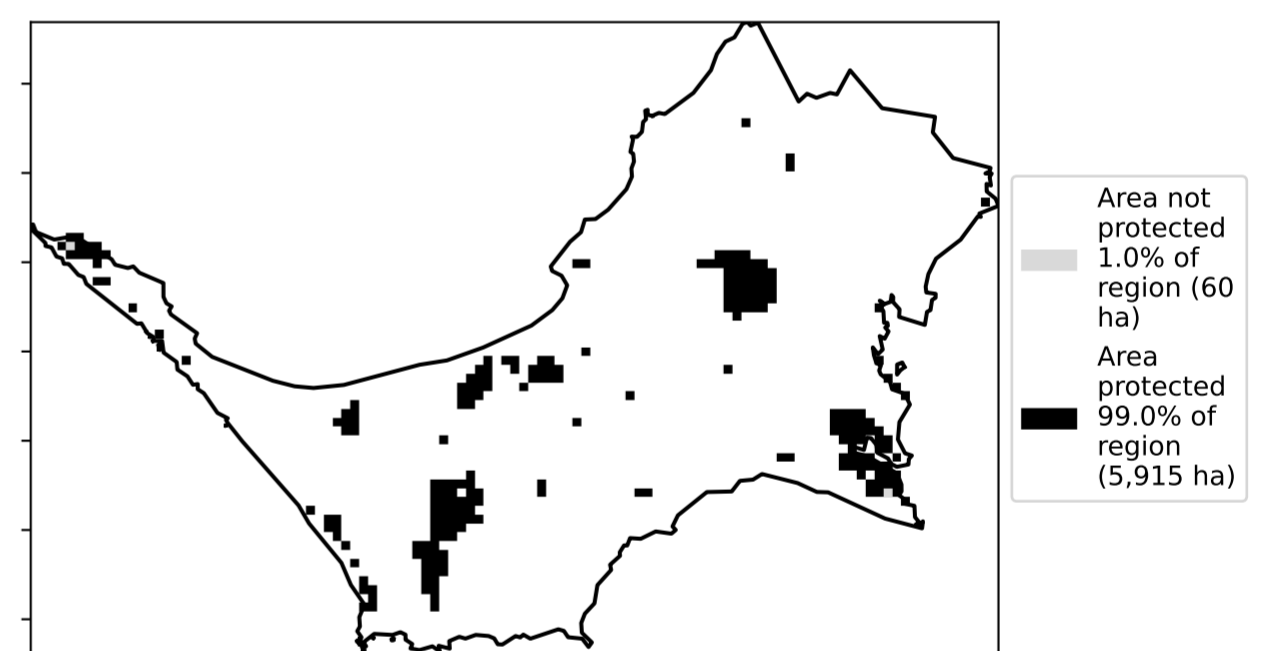 Area not
protected
1.0% of
region (60
ha)
Area
protected
99.0% of
region
(5,915 ha)